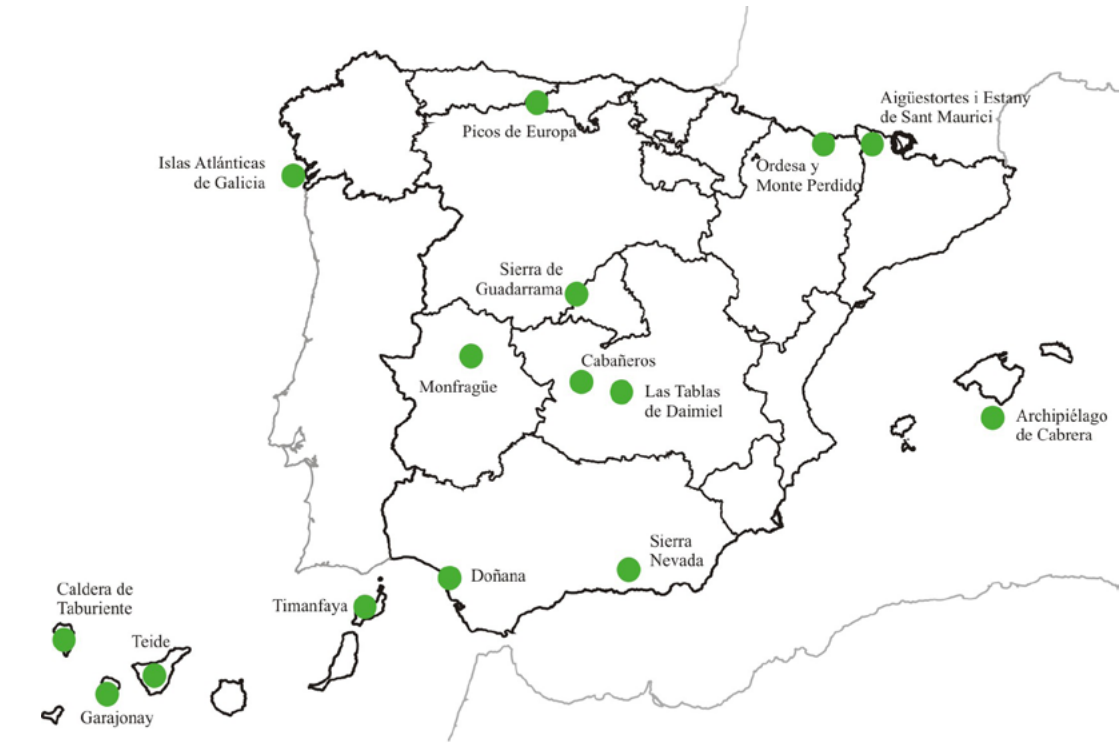 Aigüestortes i Estany
de Sant Maurici
Picos de Europa
Islas Atlánticas
de Galicia
Ordesa y
Monte Perdido
Sierra de
Guadarrama
Cabañeros
Monfragüe
Las Tablas
de Daimiel
Archipiélago
de Cabrera
Sierra
Nevada
Doñana
Caldera de
Taburiente
Timanfaya
Teide
Garajonay